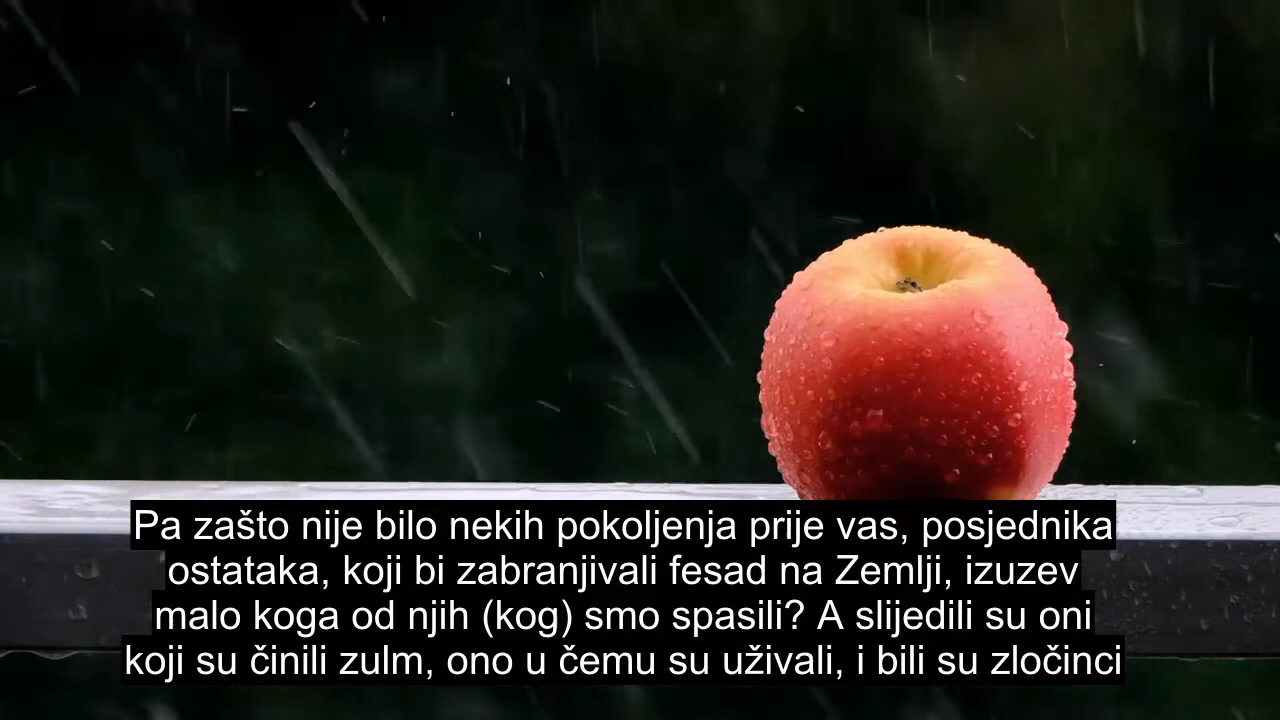 Pa zašto nije bilo nekih pokoljenja prije vas, posjednika
ostataka, koji bi zabranjivali fesad na Zemlji, izuzev
malo koga od njih (kog) smo spasili? A slijedili su oni
koji su činili zulm, ono u čemu su uživali, i bili su zločinci